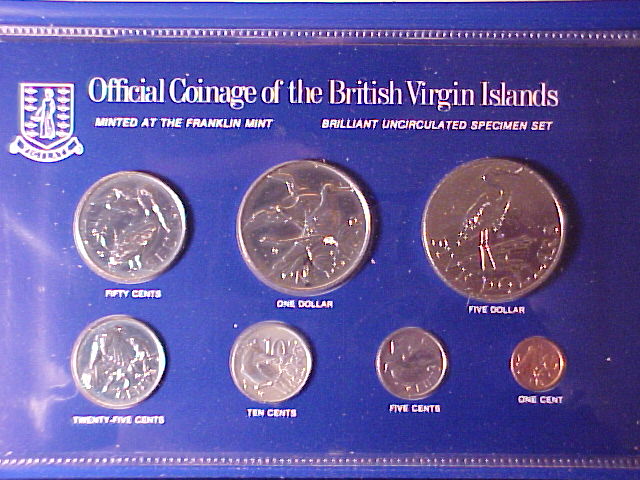 Official Coinage of the British Virgin Islands
MINTED AT THE FRANKLIN MINT BRILLIANT UNCIRCULATED SPECIMEN SET
FIFTY CENTS
ONE DOLLAR
FIVE DOLLAR
10
TWENTY-FIVE CENTS
TEN CENTS
FIVE CENTS
ONE CENT